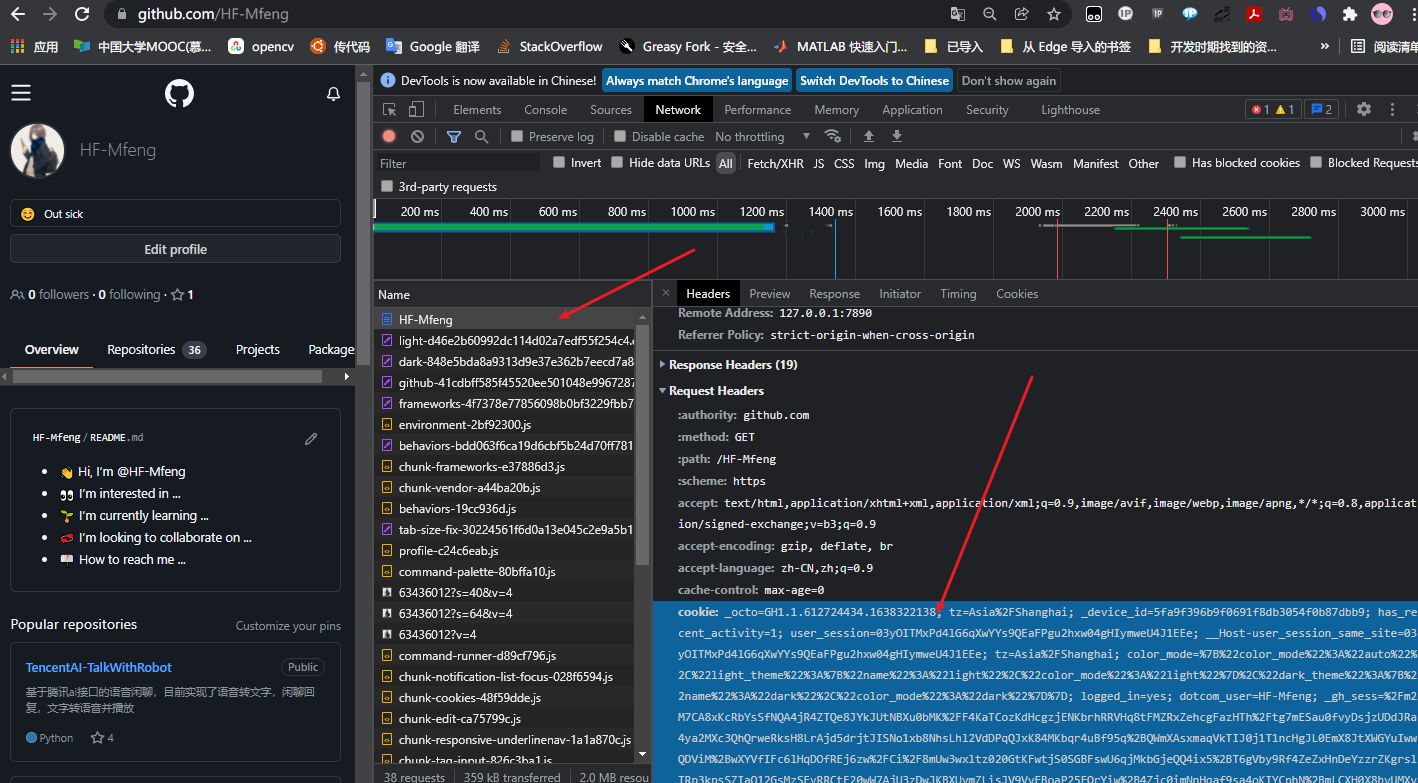 github.com/HF-Mfeng
应用 中国大学MOOC(慕... opencv 传代码 Google 翻译 StackOverflow Greasy Fork - 安全... MATLAB 快速入门... 已导入 从 Edge 导入的书签 开发时期找到的资... » 阅读清单
HF-Mfeng
Out sick
Edit profile
0 followers · 0 following · 1
Overview Repositories 36 Projects Package
HF-Mfeng / README.md
Hi, I'm @HF-Mfeng
I'm interested in ...
I'm currently learning ...
I'm looking to collaborate on ...
How to reach me ...
Popular repositories Customize your pins
TencentAI-TalkWithRobot Public
基于腾讯ai接口的语音闲聊，目前实现了语音转文字，闲聊回
复，文字转语音并播放
Python 4
DevTools is now available in Chinese! Always match Chrome's language Switch DevTools to Chinese Don't show again
Elements Console Sources Network Performance Memory Application Security Lighthouse 1 1 2
Preserve log Disable cache No throttling
Filter Invert Hide data URLs All Fetch/XHR JS CSS Img Media Font Doc WS Wasm Manifest Other Has blocked cookies Blocked Requests
3rd-party requests
200 ms 400 ms 600 ms 800 ms 1000 ms 1200 ms 1400 ms 1600 ms 1800 ms 2000 ms 2200 ms 2400 ms 2600 ms 2800 ms 3000 ms
Name
HF-Mfeng
light-d46e2b60992dc114d02a7edf55f254c4.
dark-848e5bda8a9313d9e37e362b7eecd7a8
github-41cdbff585f45520ee501048e9967287
frameworks-4f7378e77856098b0bf3229fbb7
environment-2bf92300.js
behaviors-bdd063f6ca19d6cbf5b24d70ff781
chunk-frameworks-e37886d3.js
chunk-vendor-a44ba20b.js
behaviors-19cc936d.js
tab-size-fix-30224561f6d0a13e045c2e9a5b1
profile-c24c6eab.js
command-palette-80bffa10.js
63436012?s=40&v=4
63436012?s=64&v=4
63436012?v=4
command-runner-d89cf796.js
chunk-notification-list-focus-028f6594.js
chunk-cookies-48f59dde.js
chunk-edit-ca75799c.js
chunk-responsive-underlinenav-1a1a870c.js
chunk-tag-input-826c3ba1.js
38 requests 359 kB transferred 2.0 MB resou
Headers Preview Response Initiator Timing Cookies
Remote Address: 127.0.0.1:7890
Referrer Policy: strict-origin-when-cross-origin
Response Headers (19)
Request Headers
:authority: github.com
:method: GET
:path: /HF-Mfeng
:scheme: https
accept: text/html,application/xhtml+xml,application/xml;q=0.9,image/avif,image/webp,image/apng,*/*;q=0.8,applicat
ion/signed-exchange;v=b3;q=0.9
accept-encoding: gzip, deflate, br
accept-language: zh-CN,zh;q=0.9
cache-control: max-age=0
cookie: _octo=GH1.1.612724434.1638322138; tz=Asia%2FShanghai; _device_id= has_re
cent_activity=1; user_session= __Host-user_session_same_site=
tz=Asia%2FShanghai; color_mode=%7B%22color_mode%22%3A%22auto%22%
2C%22light_theme%22%3A%7B%22name%22%3A%22light%22%2C%22color_mode%22%3A%22light%22%7D%2C%22dark_theme%22%3A%7B%2
2name%22%3A%22dark%22%2C%22color_mode%22%3A%22dark%22%7D%7D; logged_in=yes; dotcom_user=HF-Mfeng; _gh_sess=